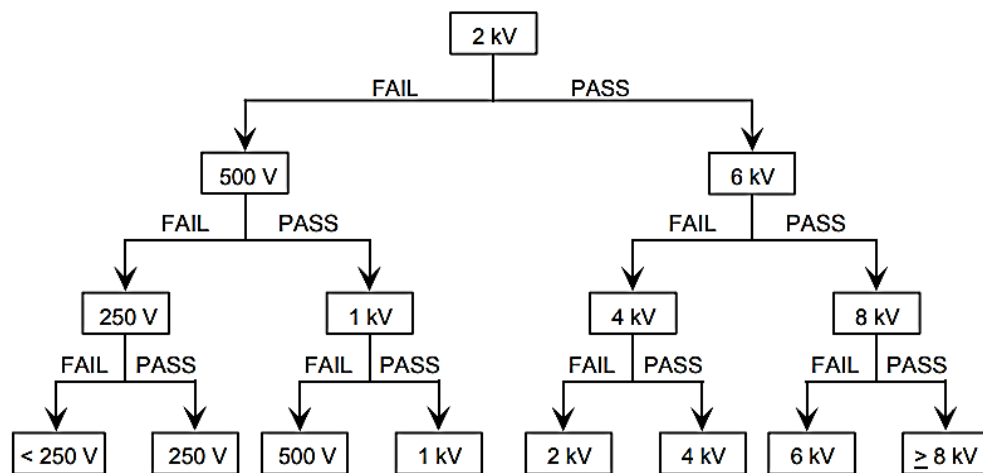 2 kV
FAIL PASS
500 V 6 kV
FAIL PASS FAIL PASS
250 V 1 kV 4 kV 8 kV
FAIL PASS FAIL PASS FAIL PASS FAIL PASS
< 250 V 250 V 500 V 1 kV 2 kV 4 kV 6 kV ≥ 8 kV